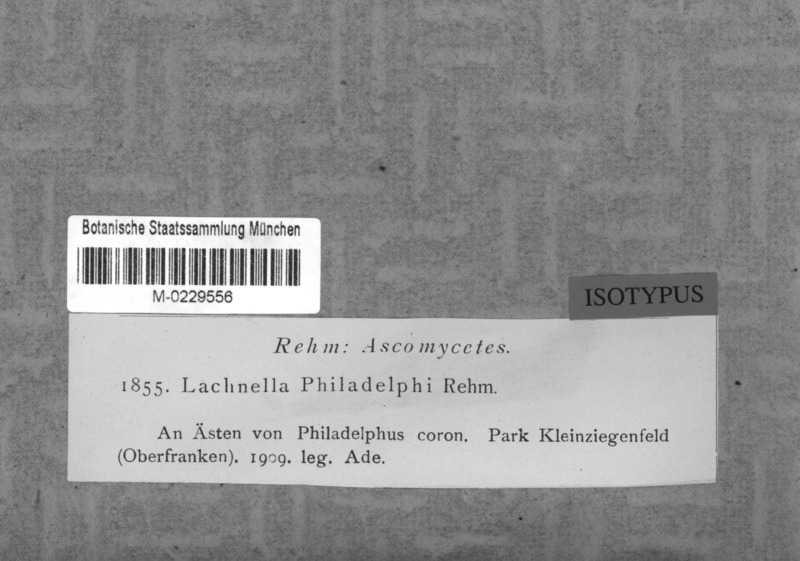 Botanische Staatssammlung München
M-0229556
ISOTYPUS
Rehm: Ascomycetes.
1855. Lachnella Philadelphi Rehm.
An Ästen von Philadelphus coron. Park Kleinziegenfeld
(Oberfranken). 1909. leg. Ade.